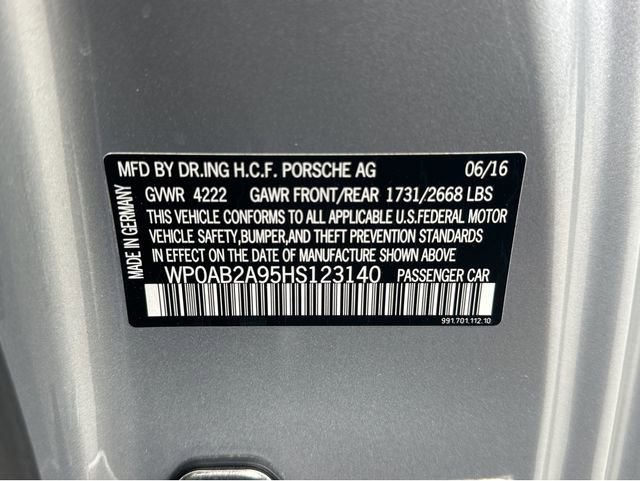 MFD BY DR.ING H.C.F. PORSCHE AG 06/16
GVWR 4222 GAWR FRONT/REAR 1731/2668 LBS
THIS VEHICLE CONFORMS TO ALL APPLICABLE U.S.FEDERAL MOTOR
VEHICLE SAFETY,BUMPER,AND THEFT PREVENTION STANDARDS
IN EFFECT ON THE DATE OF MANUFACTURE SHOWN ABOVE.
WP0AB2A95HS123140 PASSENGER CAR
991.701.112.10
MADE IN GERMANY